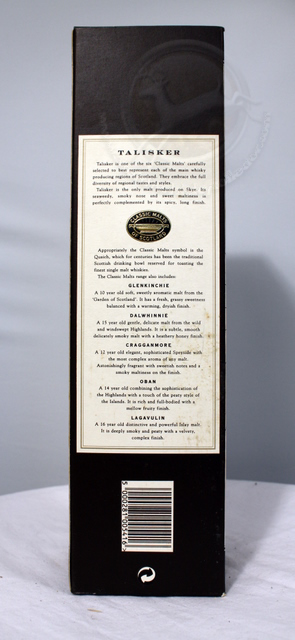 TALISKER
Talisker is one of the six 'Classic Malts' carefully
selected to best represent each of the main whisky
producing regions of Scotland. They embrace the full
diversity of regional tastes and styles.
Talisker is the only malt produced on Skye. Its
seaweedy, smoky nose and sweet maltiness is
perfectly complemented by its spicy, long finish.
CLASSIC MALTS
OF SCOTLAND
Appropriately the Classic Malts symbol is the
Quaich, which for centuries has been the traditional
Scottish drinking bowl reserved for toasting the
finest single malt whiskies.
The Classic Malts range also includes:
GLENKINCHIE
A 10 year old soft, sweetly aromatic malt from the
'Garden of Scotland'. It has a fresh, grassy sweetness
balanced with a warming, dryish finish.
DALWHINNIE
A 15 year old gentle, delicate malt from the wild
and windswept Highlands. It is a subtle, smooth
delicately smoky malt with a heathery honey finish
CRAGGANMORE
A 12 year old elegant, sophisticated Speyside with
the most complex aroma of any malt.
Astonishingly fragrant with sweetish notes and a
smoky maltiness on the finish.
OBAN
A 14 year old combining the sophistication of
the Highlands with a touch of the peaty style of
the Islands. It is rich and full-bodied with a
mellow fruity finish.
LAGAVULIN
A 16 year old distinctive and powerful Islay malt.
It is deeply smoky and peaty with a velvety,
complex finish.
5 000281 005416 >